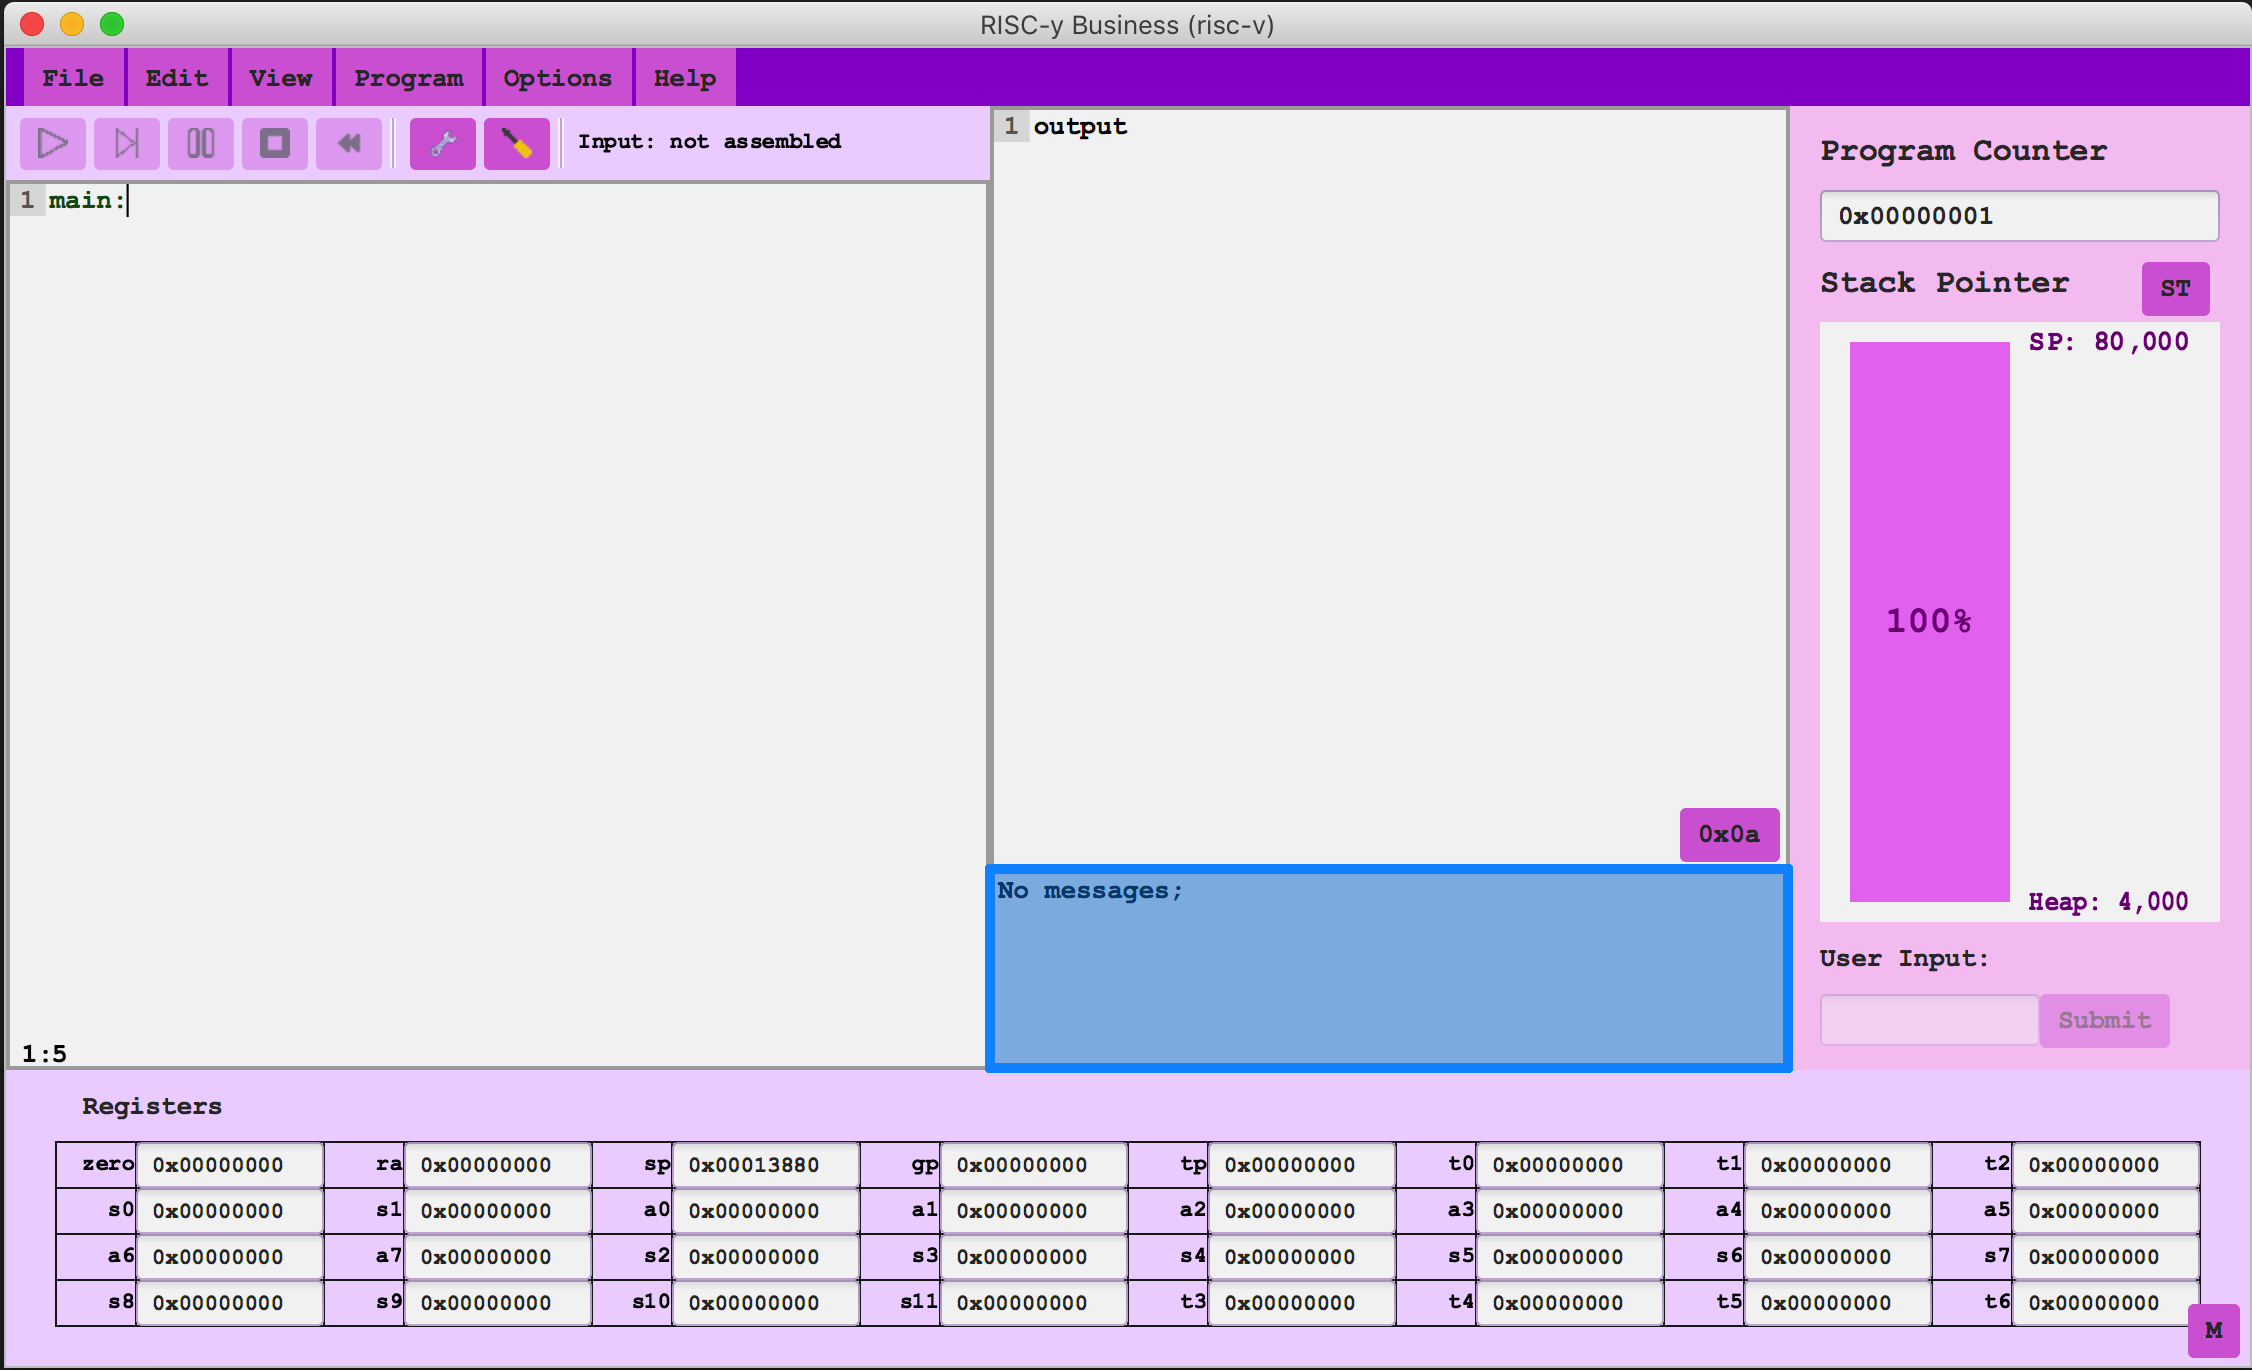 RISC-y Business (risc-v)
File Edit View Program Options Help
Input: not assembled
1 main:
1:5
1 output
0x0a
No messages;
Program Counter
0x00000001
Stack Pointer ST
SP: 80,000
100%
Heap: 4,000
User Input:
Submit
Registers
zero 0x00000000 ra 0x00000000 sp 0x00013880 gp 0x00000000 tp 0x00000000 t0 0x00000000 t1 0x00000000 t2 0x00000000
s0 0x00000000 s1 0x00000000 a0 0x00000000 a1 0x00000000 a2 0x00000000 a3 0x00000000 a4 0x00000000 a5 0x00000000
a6 0x00000000 a7 0x00000000 s2 0x00000000 s3 0x00000000 s4 0x00000000 s5 0x00000000 s6 0x00000000 s7 0x00000000
s8 0x00000000 s9 0x00000000 s10 0x00000000 s11 0x00000000 t3 0x00000000 t4 0x00000000 t5 0x00000000 t6 0x00000000
M